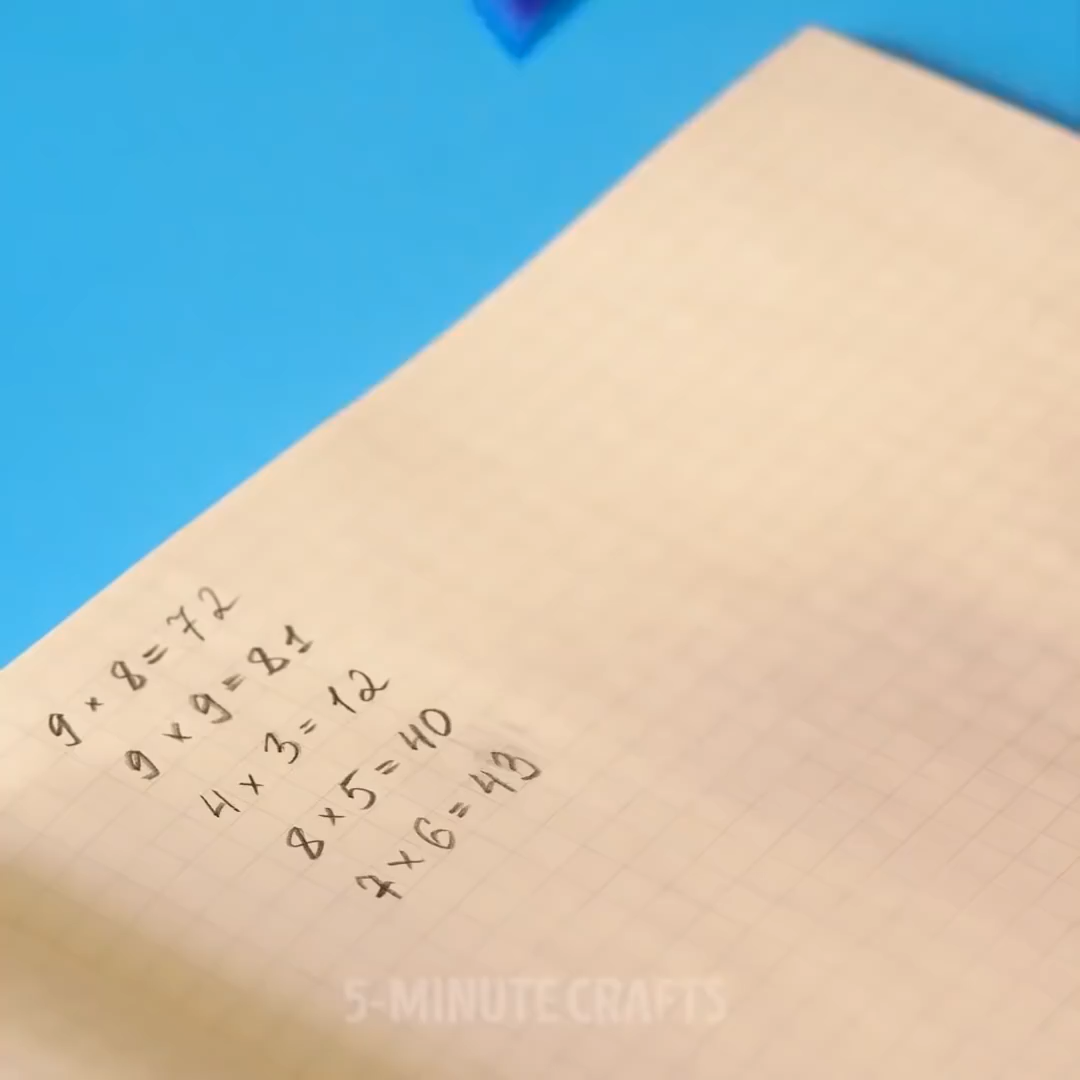 9 × 8 = 72
9 × 9 = 81
4 × 3 = 12
8 × 5 = 40
7 × 6 = 43
5-MINUTE CRAFTS